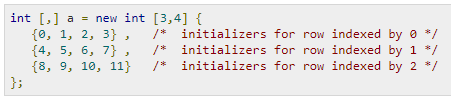 int [,] a = new int [3,4] {
   {0, 1, 2, 3} ,   /*  initializers for row indexed by 0 */
   {4, 5, 6, 7} ,   /*  initializers for row indexed by 1 */
   {8, 9, 10, 11}   /*  initializers for row indexed by 2 */
};